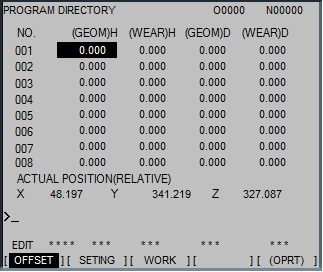 PROGRAM DIRECTORY O0000 N00000
NO. (GEOM)H (WEAR)H (GEOM)D (WEAR)D
001 0.000 0.000 0.000 0.000
002 0.000 0.000 0.000 0.000
003 0.000 0.000 0.000 0.000
004 0.000 0.000 0.000 0.000
005 0.000 0.000 0.000 0.000
006 0.000 0.000 0.000 0.000
007 0.000 0.000 0.000 0.000
008 0.000 0.000 0.000 0.000
ACTUAL POSITION(RELATIVE)
X 48.197 Y 341.219 Z 327.087
>_
EDIT **** *** *** *** ***
[ OFFSET ] [ SETING ] [ WORK ] [ ] [ (OPRT) ]